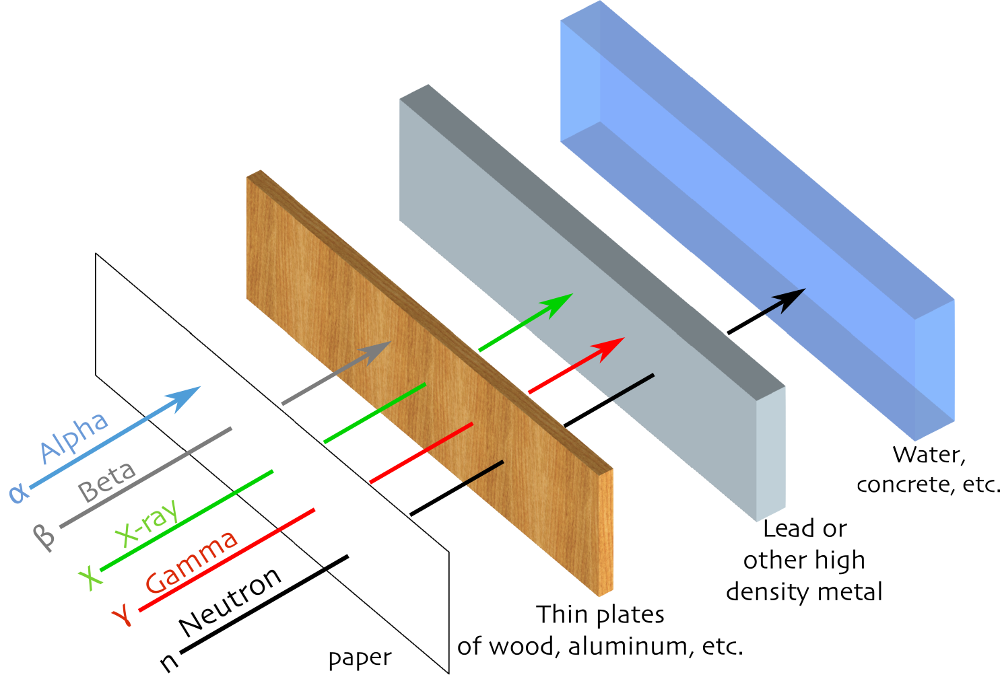 α Alpha
β Beta
X X-ray
γ Gamma
n Neutron
paper
Thin plates
of wood, aluminum, etc.
Lead or
other high
density metal
Water,
concrete, etc.